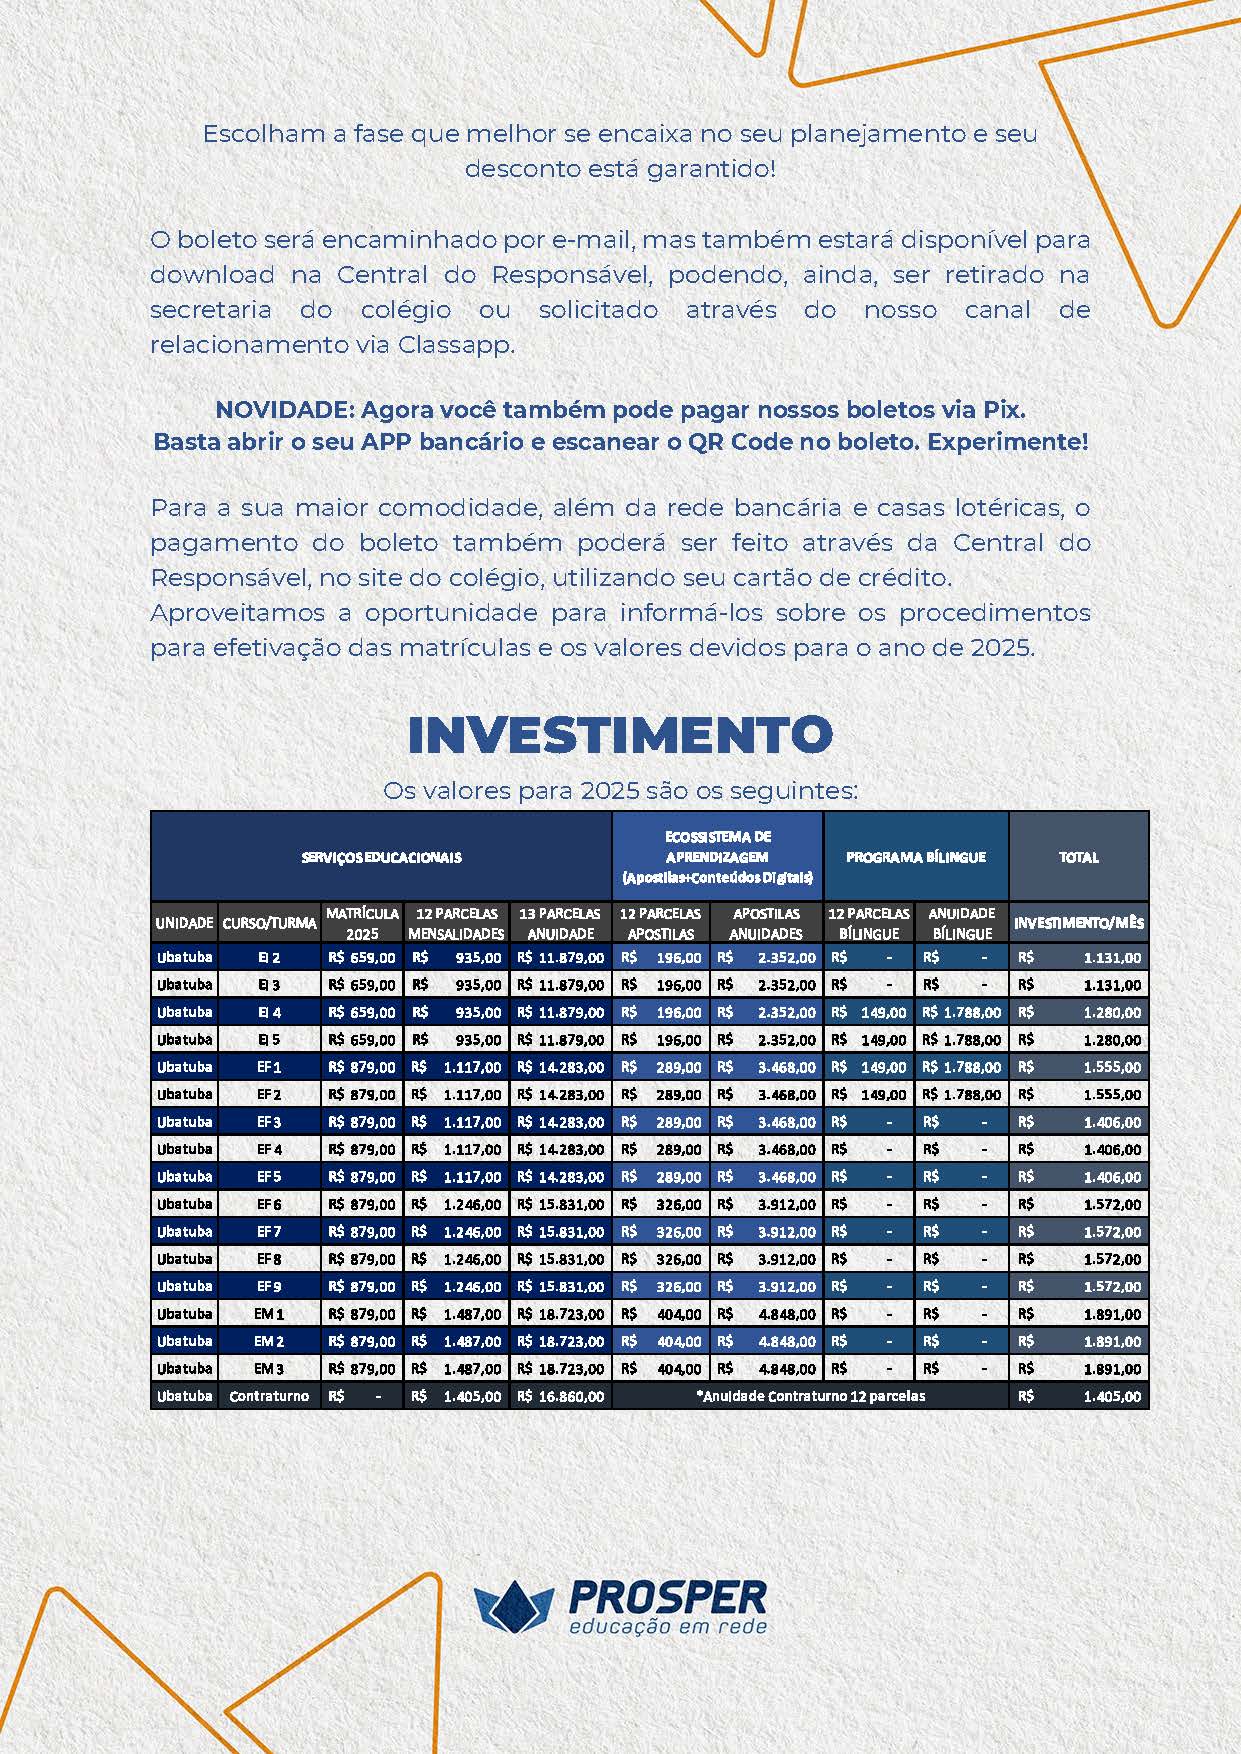 Escolham a fase que melhor se encaixa no seu planejamento e seu
desconto está garantido!
O boleto será encaminhado por e-mail, mas também estará disponível para
download na Central do Responsável, podendo, ainda, ser retirado na
secretaria do colégio ou solicitado através do nosso canal de
relacionamento via Classapp.
NOVIDADE: Agora você também pode pagar nossos boletos via Pix.
Basta abrir o seu APP bancário e escanear o QR Code no boleto. Experimente!
Para a sua maior comodidade, além da rede bancária e casas lotéricas, o
pagamento do boleto também poderá ser feito através da Central do
Responsável, no site do colégio, utilizando seu cartão de crédito.
Aproveitamos a oportunidade para informá-los sobre os procedimentos
para efetivação das matrículas e os valores devidos para o ano de 2025.
INVESTIMENTO
Os valores para 2025 são os seguintes:
SERVIÇOS EDUCACIONAIS ECOSSISTEMA DE APRENDIZAGEM (Apostilas+Conteúdos Digitais) PROGRAMA BÍLINGUE TOTAL
UNIDADE CURSO/TURMA MATRÍCULA 2025 12 PARCELAS MENSALIDADES 13 PARCELAS ANUIDADE 12 PARCELAS APOSTILAS APOSTILAS ANUIDADES 12 PARCELAS BÍLINGUE ANUIDADE BÍLINGUE INVESTIMENTO/MÊS
Ubatuba EI 2 R$ 659,00 R$ 935,00 R$ 11.879,00 R$ 196,00 R$ 2.352,00 R$ - R$ - R$ 1.131,00
Ubatuba EI 3 R$ 659,00 R$ 935,00 R$ 11.879,00 R$ 196,00 R$ 2.352,00 R$ - R$ - R$ 1.131,00
Ubatuba EI 4 R$ 659,00 R$ 935,00 R$ 11.879,00 R$ 196,00 R$ 2.352,00 R$ 149,00 R$ 1.788,00 R$ 1.280,00
Ubatuba EI 5 R$ 659,00 R$ 935,00 R$ 11.879,00 R$ 196,00 R$ 2.352,00 R$ 149,00 R$ 1.788,00 R$ 1.280,00
Ubatuba EF 1 R$ 879,00 R$ 1.117,00 R$ 14.283,00 R$ 289,00 R$ 3.468,00 R$ 149,00 R$ 1.788,00 R$ 1.555,00
Ubatuba EF 2 R$ 879,00 R$ 1.117,00 R$ 14.283,00 R$ 289,00 R$ 3.468,00 R$ 149,00 R$ 1.788,00 R$ 1.555,00
Ubatuba EF 3 R$ 879,00 R$ 1.117,00 R$ 14.283,00 R$ 289,00 R$ 3.468,00 R$ - R$ - R$ 1.406,00
Ubatuba EF 4 R$ 879,00 R$ 1.117,00 R$ 14.283,00 R$ 289,00 R$ 3.468,00 R$ - R$ - R$ 1.406,00
Ubatuba EF 5 R$ 879,00 R$ 1.117,00 R$ 14.283,00 R$ 289,00 R$ 3.468,00 R$ - R$ - R$ 1.406,00
Ubatuba EF 6 R$ 879,00 R$ 1.246,00 R$ 15.831,00 R$ 326,00 R$ 3.912,00 R$ - R$ - R$ 1.572,00
Ubatuba EF 7 R$ 879,00 R$ 1.246,00 R$ 15.831,00 R$ 326,00 R$ 3.912,00 R$ - R$ - R$ 1.572,00
Ubatuba EF 8 R$ 879,00 R$ 1.246,00 R$ 15.831,00 R$ 326,00 R$ 3.912,00 R$ - R$ - R$ 1.572,00
Ubatuba EF 9 R$ 879,00 R$ 1.246,00 R$ 15.831,00 R$ 326,00 R$ 3.912,00 R$ - R$ - R$ 1.572,00
Ubatuba EM 1 R$ 879,00 R$ 1.487,00 R$ 18.723,00 R$ 404,00 R$ 4.848,00 R$ - R$ - R$ 1.891,00
Ubatuba EM 2 R$ 879,00 R$ 1.487,00 R$ 18.723,00 R$ 404,00 R$ 4.848,00 R$ - R$ - R$ 1.891,00
Ubatuba EM 3 R$ 879,00 R$ 1.487,00 R$ 18.723,00 R$ 404,00 R$ 4.848,00 R$ - R$ - R$ 1.891,00
Ubatuba Contraturno R$ - R$ 1.405,00 R$ 16.860,00 *Anuidade Contraturno 12 parcelas R$ 1.405,00
PROSPER
educação em rede